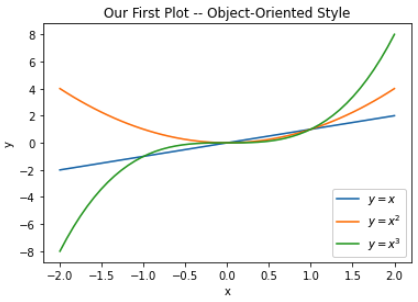 Our First Plot -- Object-Oriented Style
8
6
4
2
0
−2
−4
−6
−8
y
−2.0 −1.5 −1.0 −0.5 0.0 0.5 1.0 1.5 2.0
x
y = x
y = x²
y = x³